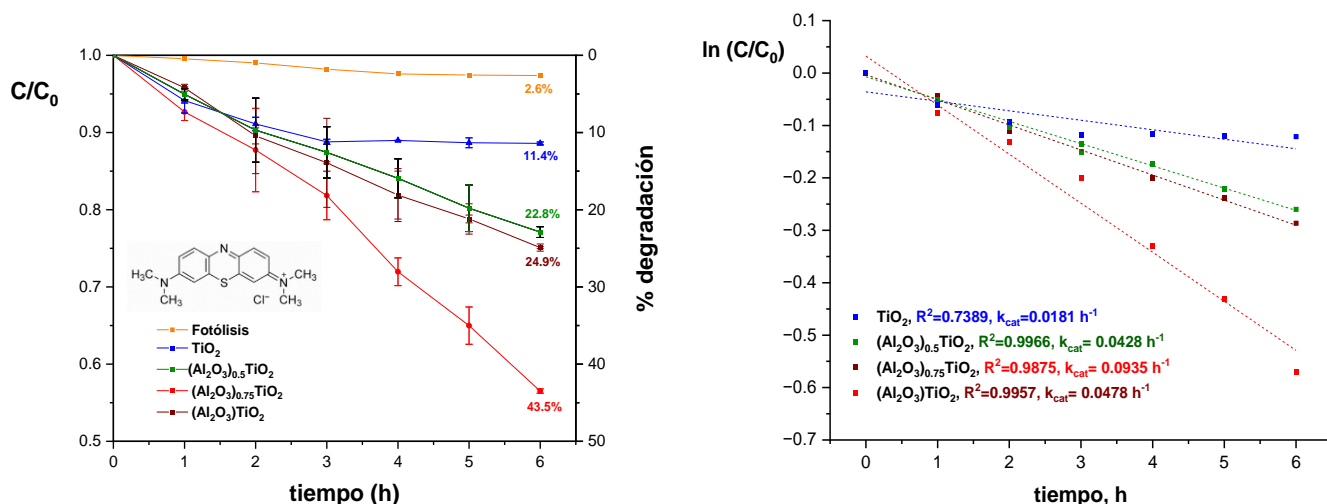 C/C0
1.0
0.9
0.8
0.7
0.6
0.5
0
10
20
30
40
50
% degradación
2.6%
11.4%
22.8%
24.9%
43.5%
N
H3C
N
CH3
S
N+
CH3
CH3
Cl−
Fotólisis
TiO2
(Al2O3)0.5TiO2
(Al2O3)0.75TiO2
(Al2O3)TiO2
0 1 2 3 4 5 6
tiempo (h)
ln (C/C0)
0.1
0.0
−0.1
−0.2
−0.3
−0.4
−0.5
−0.6
−0.7
TiO2, R2=0.7389, kcat=0.0181 h-1
(Al2O3)0.5TiO2, R2=0.9966, kcat= 0.0428 h-1
(Al2O3)0.75TiO2, R2=0.9875, kcat= 0.0935 h-1
(Al2O3)TiO2, R2=0.9957, kcat= 0.0478 h-1
0 1 2 3 4 5 6
tiempo, h